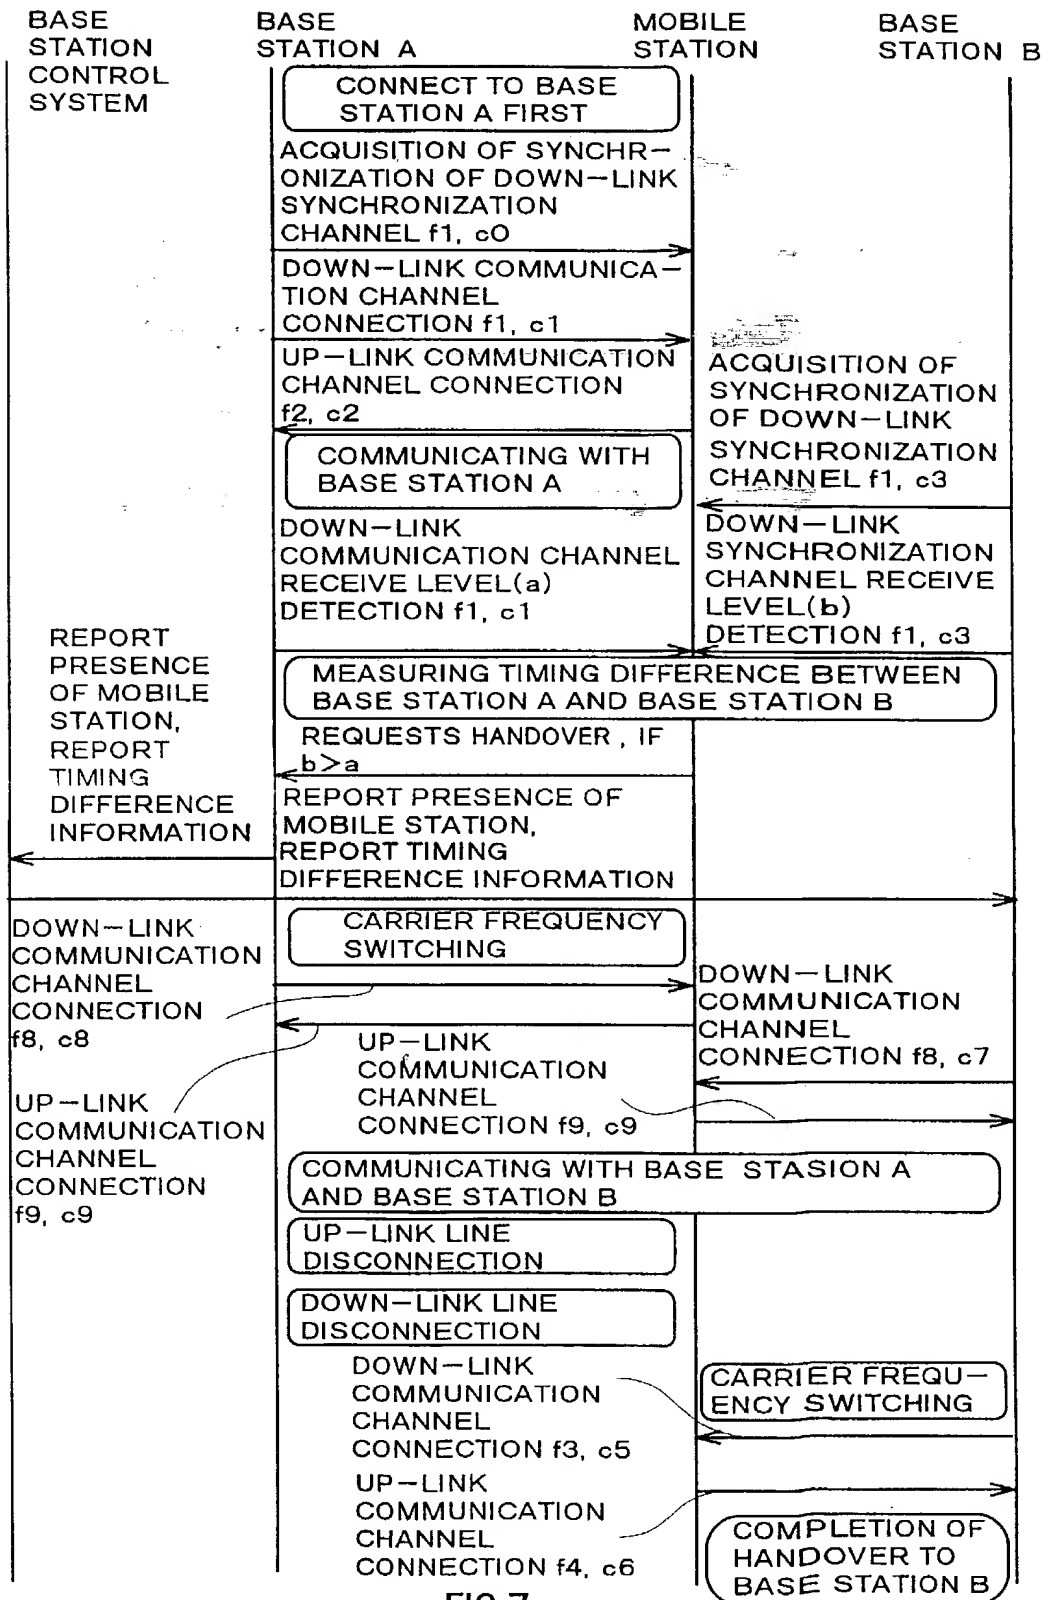 BASE
STATION
CONTROL
SYSTEM
BASE
STATION A
MOBILE
STATION
BASE
STATION B
CONNECT TO BASE
STATION A FIRST
ACQUISITION OF SYNCHR-
ONIZATION OF DOWN-LINK
SYNCHRONIZATION
CHANNEL f1, c0
DOWN-LINK COMMUNICA-
TION CHANNEL
CONNECTION f1, c1
UP-LINK COMMUNICATION
CHANNEL CONNECTION
f2, c2
ACQUISITION OF
SYNCHRONIZATION
OF DOWN-LINK
SYNCHRONIZATION
CHANNEL f1, c3
COMMUNICATING WITH
BASE STATION A
DOWN-LINK
COMMUNICATION CHANNEL
RECEIVE LEVEL(a)
DETECTION f1, c1
DOWN-LINK
SYNCHRONIZATION
CHANNEL RECEIVE
LEVEL(b)
DETECTION f1, c3
MEASURING TIMING DIFFERENCE BETWEEN
BASE STATION A AND BASE STATION B
REQUESTS HANDOVER , IF
b>a
REPORT
PRESENCE
OF MOBILE
STATION,
REPORT
TIMING
DIFFERENCE
INFORMATION
REPORT PRESENCE OF
MOBILE STATION,
REPORT TIMING
DIFFERENCE INFORMATION
CARRIER FREQUENCY
SWITCHING
DOWN-LINK
COMMUNICATION
CHANNEL
CONNECTION
f8, c8
DOWN-LINK
COMMUNICATION
CHANNEL
CONNECTION f8, c7
UP-LINK
COMMUNICATION
CHANNEL
CONNECTION f9, c9
UP-LINK
COMMUNICATION
CHANNEL
CONNECTION
f9, c9
COMMUNICATING WITH BASE STASION A
AND BASE STATION B
UP-LINK LINE
DISCONNECTION
DOWN-LINK LINE
DISCONNECTION
DOWN-LINK
COMMUNICATION
CHANNEL
CONNECTION f3, c5
CARRIER FREQU-
ENCY SWITCHING
UP-LINK
COMMUNICATION
CHANNEL
CONNECTION f4, c6
COMPLETION OF
HANDOVER TO
BASE STATION B
FIG.7